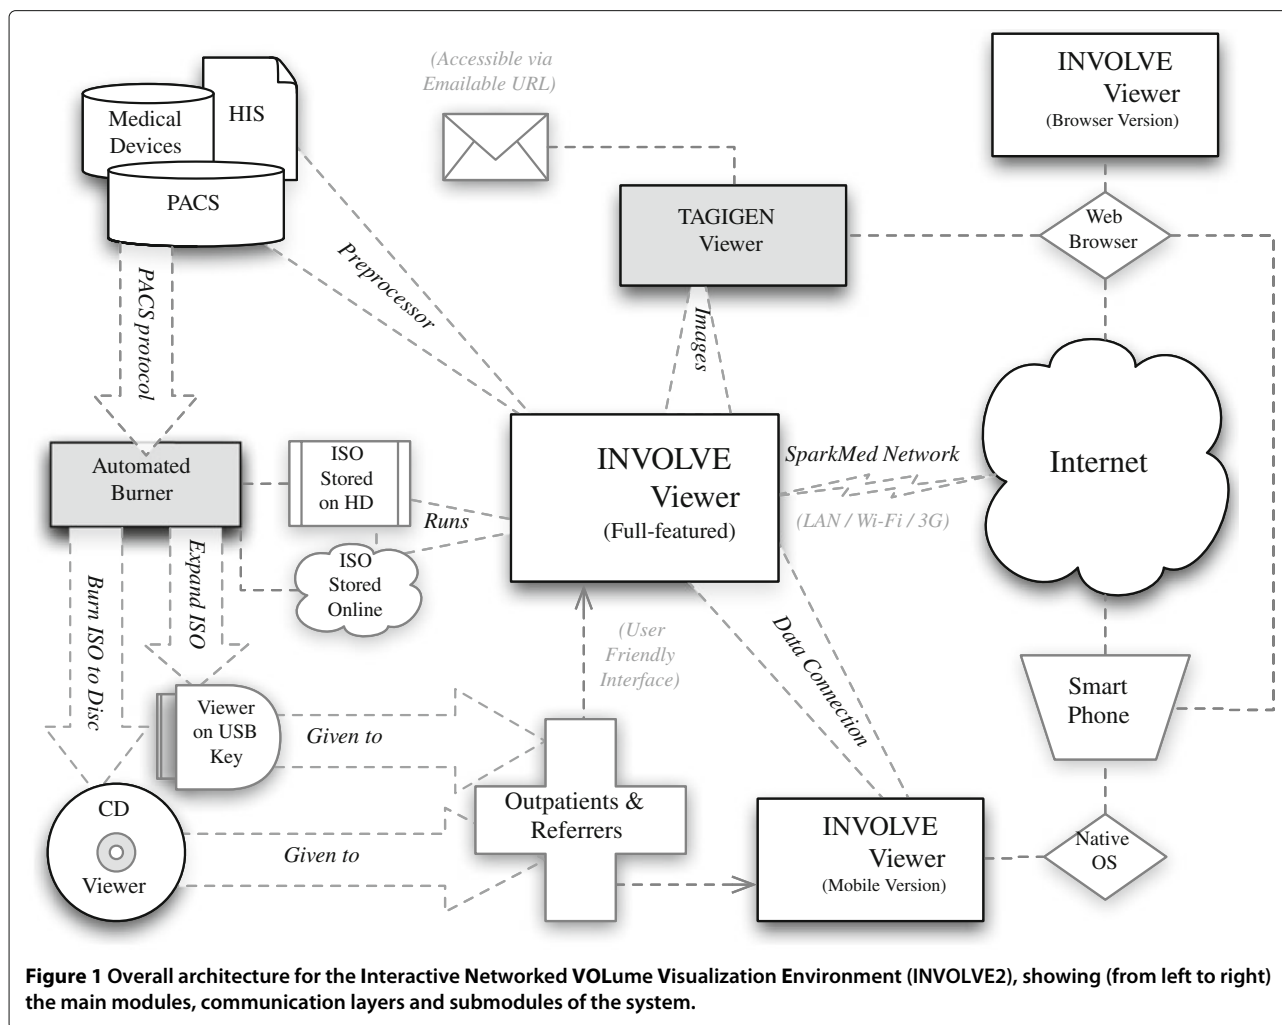 (Accessible via
Emailable URL)
INVOLVE
Viewer
(Browser Version)
HIS
Medical
Devices
PACS
TAGIGEN
Viewer
Web
Browser
Preprocessor
PACS protocol
Images
Automated
Burner
ISO
Stored
on HD
Runs
INVOLVE
Viewer
(Full-featured)
SparkMed Network
(LAN / Wi-Fi / 3G)
Internet
ISO
Stored
Online
Expand ISO
Burn ISO to Disc
(User
Friendly
Interface)
Data Connection
Smart
Phone
Viewer
on USB
Key
Given to
CD
Viewer
Given to
Outpatients &
Referrers
INVOLVE
Viewer
(Mobile Version)
Native
OS
Figure 1 Overall architecture for the Interactive Networked VOLume Visualization Environment (INVOLVE2), showing (from left to right)
the main modules, communication layers and submodules of the system.